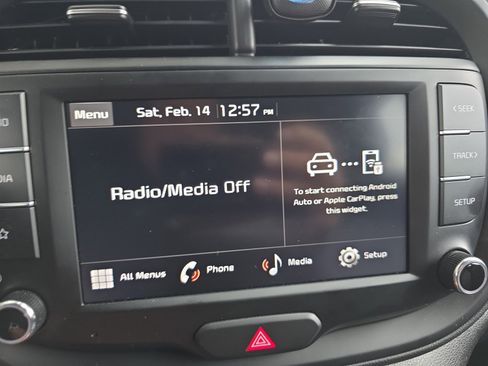 Menu Sat, Feb. 14 12:57 PM
< SEEK
TRACK >
SETUP
Radio/Media Off
To start connecting Android
Auto or Apple CarPlay, press
this widget.
All Menus Phone Media Setup